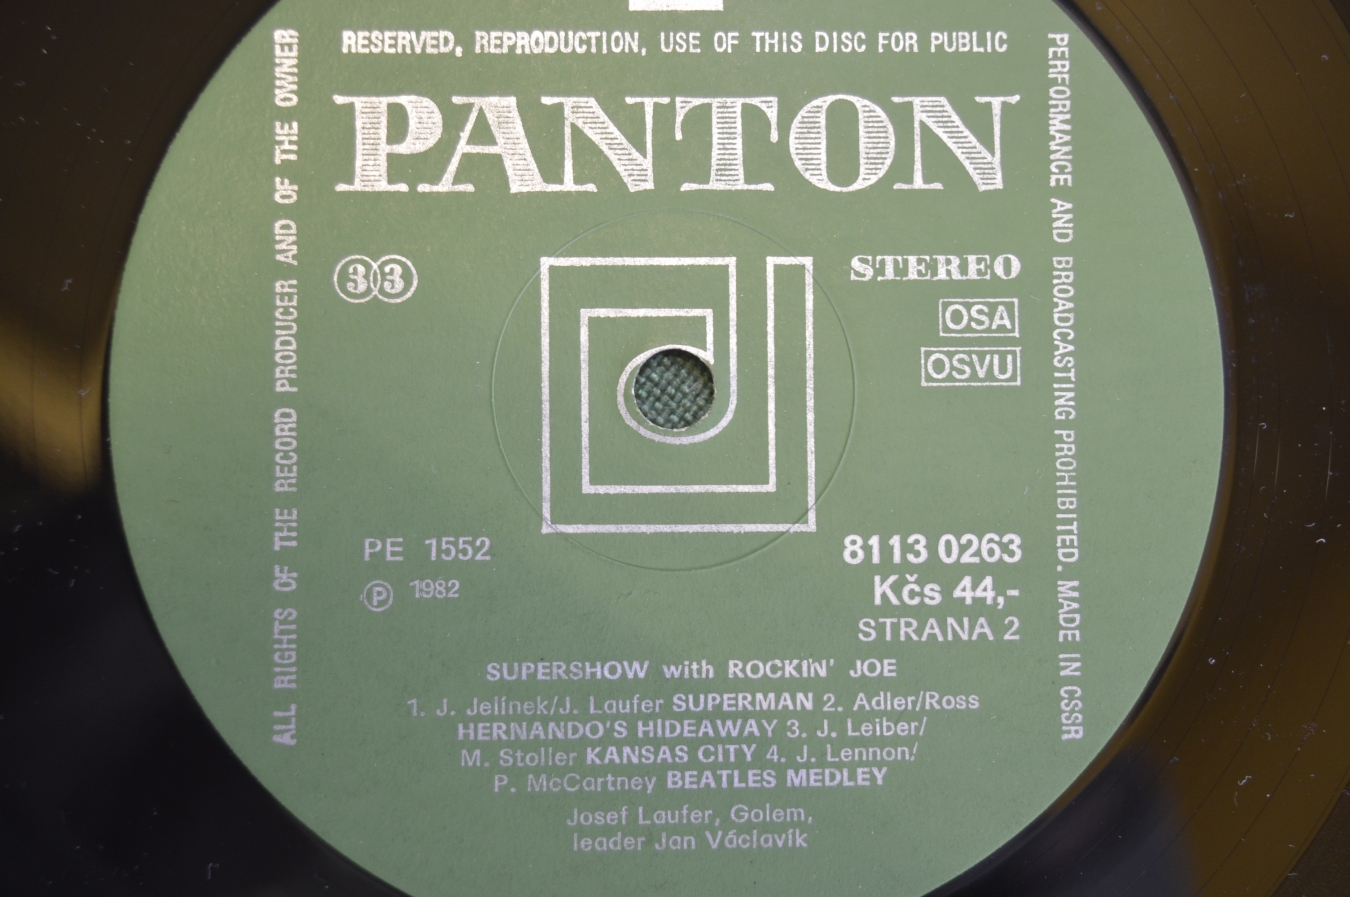 ALL RIGHTS OF THE RECORD PRODUCER AND OF THE OWNER
RESERVED, REPRODUCTION, USE OF THIS DISC FOR PUBLIC
PERFORMANCE AND BROADCASTING PROHIBITED. MADE IN CSSR
PANTON
33
STEREO
OSA
OSVU
PE 1552
8113 0263
Ⓟ 1982
Kčs 44,-
STRANA 2
SUPERSHOW with ROCKIN' JOE
1. J. Jelínek/J. Laufer SUPERMAN 2. Adler/Ross
HERNANDO'S HIDEAWAY 3. J. Leiber/
M. Stoller KANSAS CITY 4. J. Lennon/
P. McCartney BEATLES MEDLEY
Josef Laufer, Golem,
leader Jan Václavík